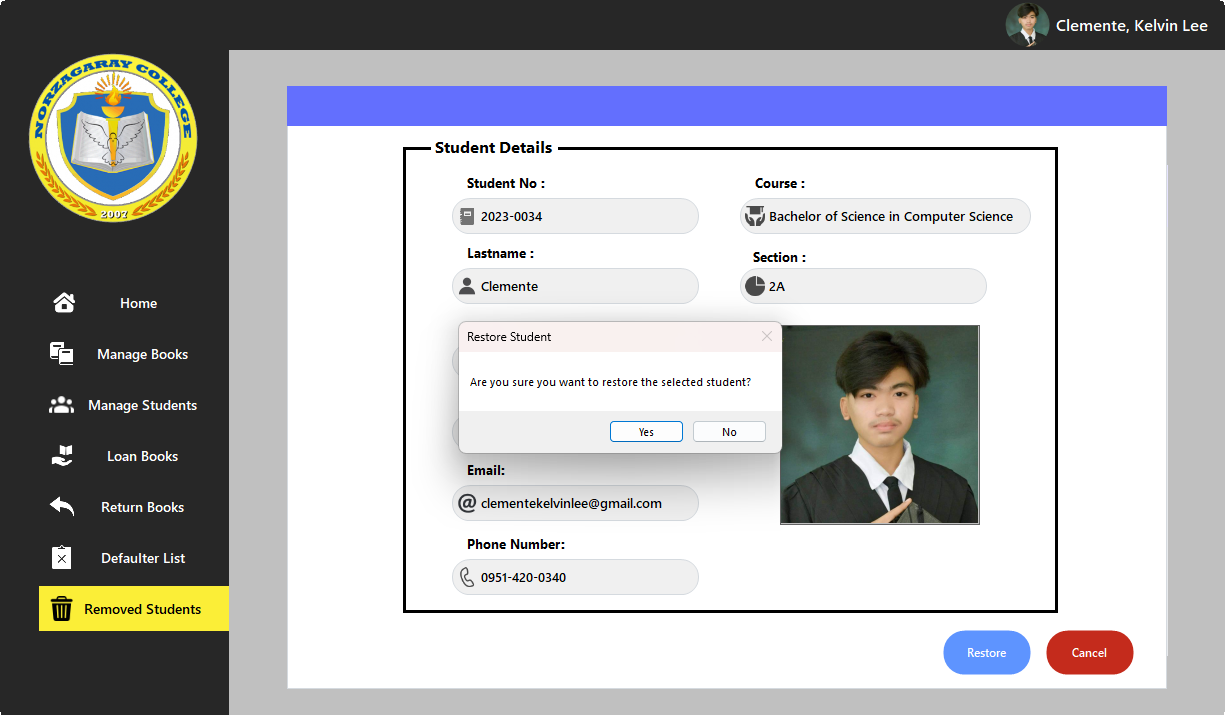 Clemente, Kelvin Lee
NORZAGARAY COLLEGE
2007
Home
Manage Books
Manage Students
Loan Books
Return Books
Defaulter List
Removed Students
Student Details
Student No :
2023-0034
Course :
Bachelor of Science in Computer Science
Lastname :
Clemente
Section :
2A
Restore Student
Are you sure you want to restore the selected student?
Yes
No
Email:
clementekelvinlee@gmail.com
Phone Number:
0951-420-0340
Restore
Cancel